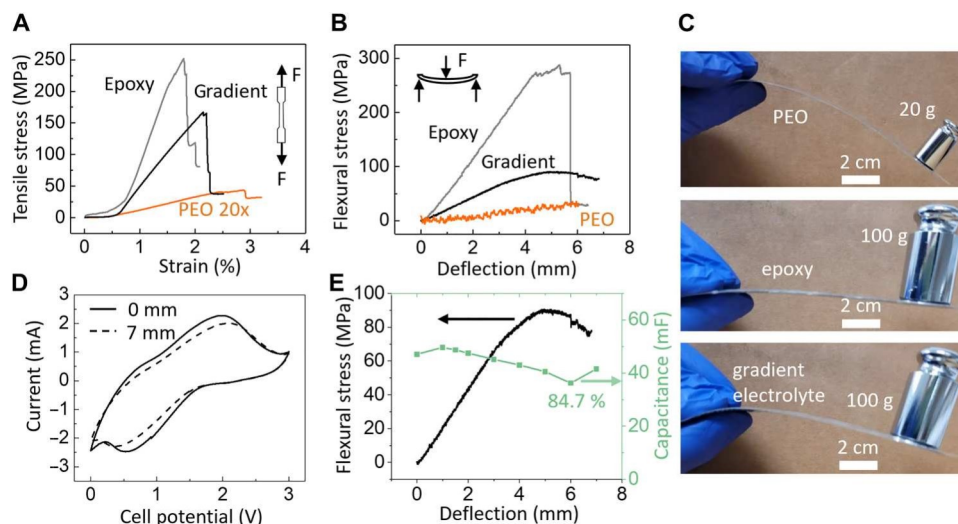 A
Tensile stress (MPa)
250
200
150
100
50
0
Epoxy
Gradient
PEO 20x
F
F
0
1
2
3
4
Strain (%)
B
Flexural stress (MPa)
300
200
100
0
F
Epoxy
Gradient
PEO
0
2
4
6
8
Deflection (mm)
C
PEO
20 g
2 cm
100 g
epoxy
2 cm
gradient
electrolyte
100 g
2 cm
D
Current (mA)
3
2
1
0
−1
−2
−3
0 mm
7 mm
0
1
2
3
Cell potential (V)
E
Flexural stress (MPa)
100
80
60
40
20
0
84.7 %
0
2
4
6
8
Deflection (mm)
60
40
20
0
Capacitance (mF)